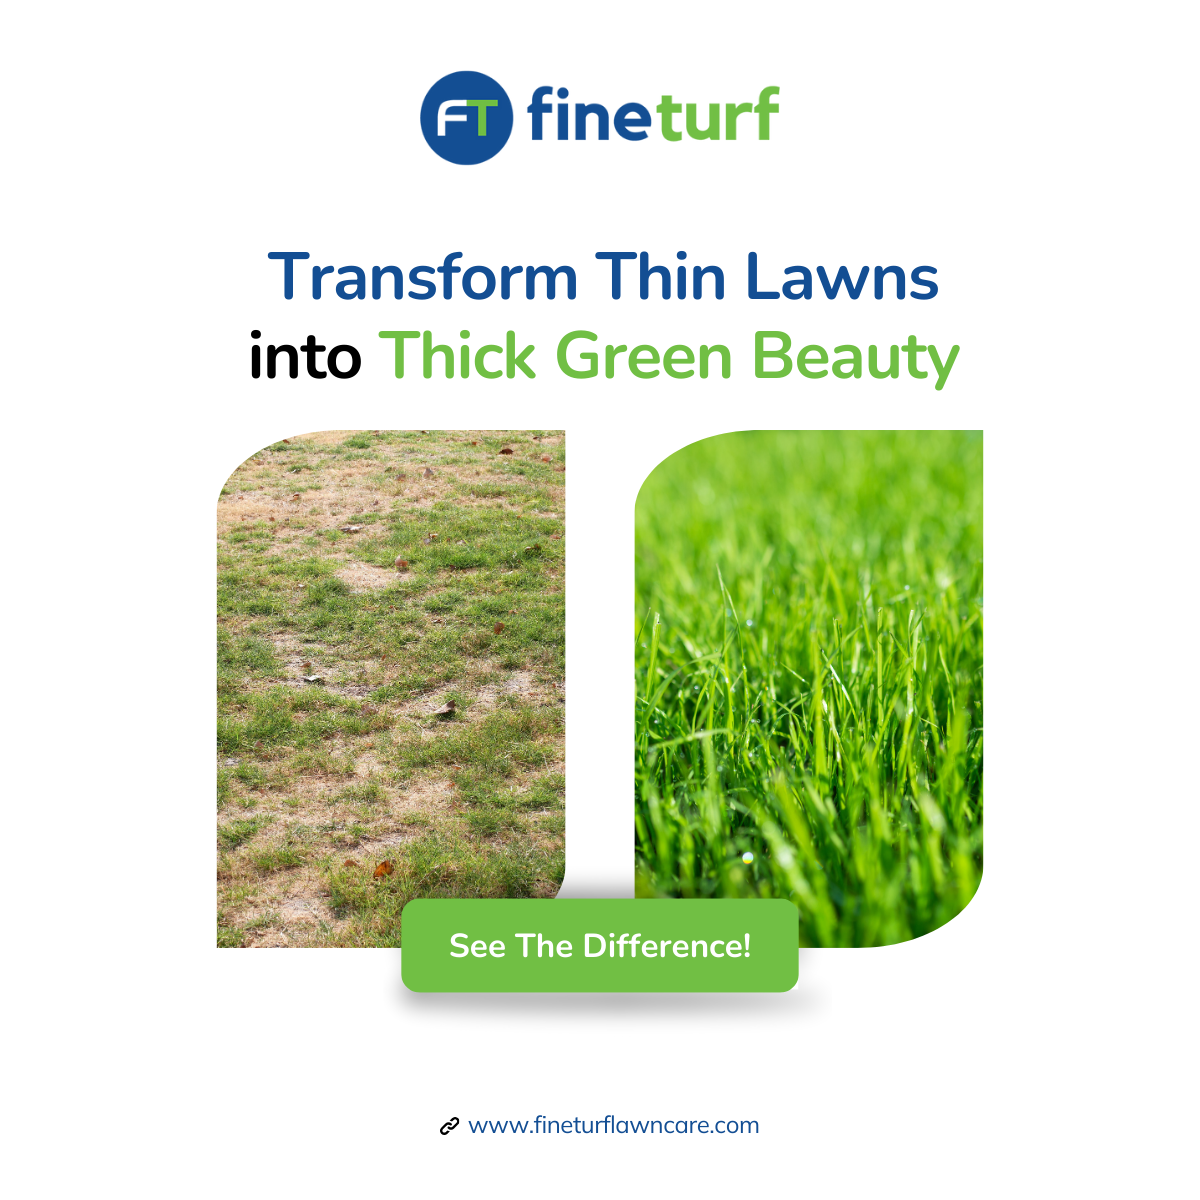 FT fineturf
Transform Thin Lawns
into Thick Green Beauty
See The Difference!
www.fineturflawncare.com